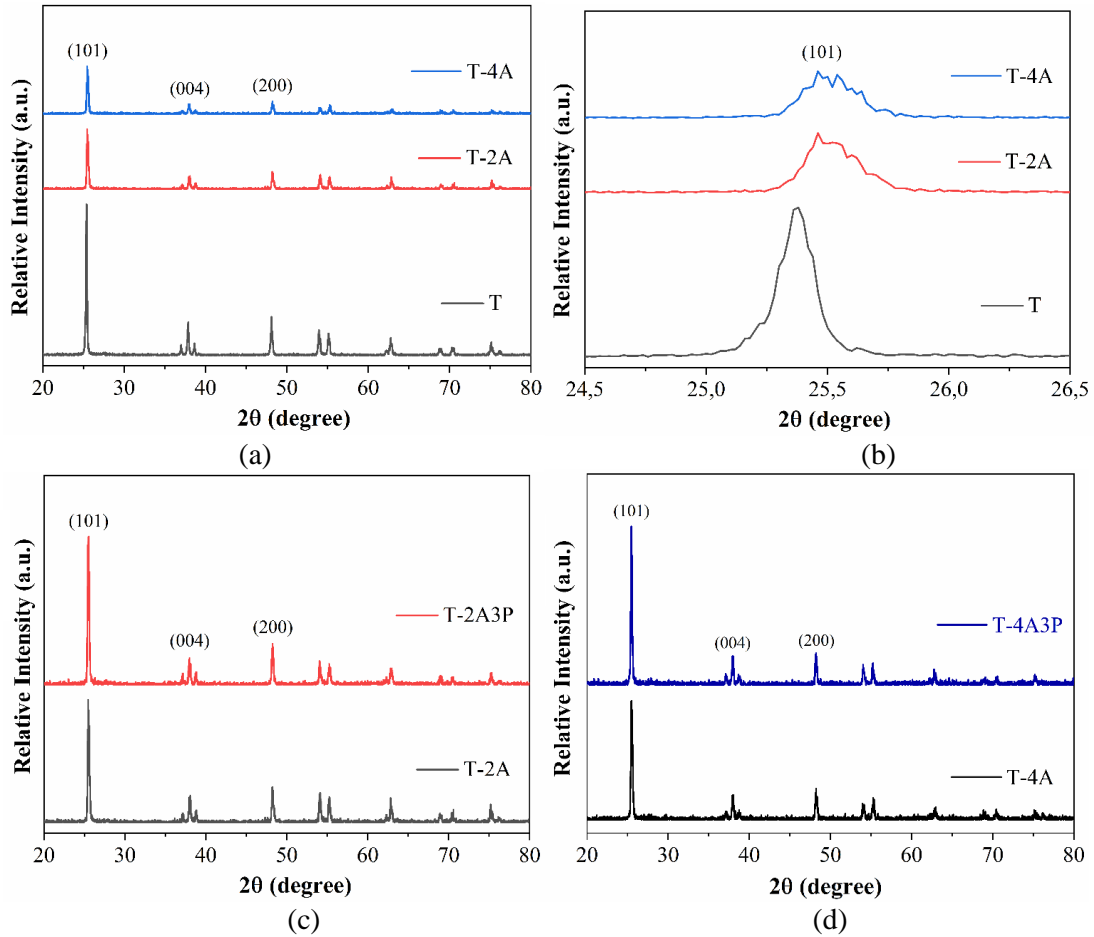 (101)
(004)
(200)
T-4A
T-2A
T
Relative Intensity (a.u.)
20 30 40 50 60 70 80
2θ (degree)
(a)
(101)
T-4A
T-2A
T
Relative Intensity (a.u.)
24,5 25,0 25,5 26,0 26,5
2θ (degree)
(b)
(101)
(004)
(200)
T-2A3P
T-2A
Relative Intensity (a.u.)
20 30 40 50 60 70 80
2θ (degree)
(c)
(101)
(004)
(200)
T-4A3P
T-4A
Relative Intensity (a.u.)
20 30 40 50 60 70 80
2θ (degree)
(d)